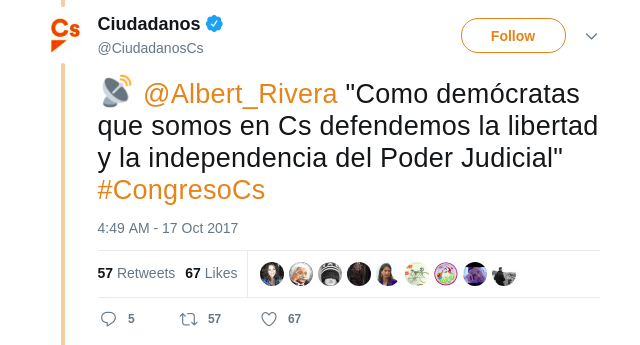 Cs
Ciudadanos
@CiudadanosCs
Follow
@Albert_Rivera "Como demócratas
que somos en Cs defendemos la libertad
y la independencia del Poder Judicial"
#CongresoCs
4:49 AM - 17 Oct 2017
57 Retweets 67 Likes
5 57 67